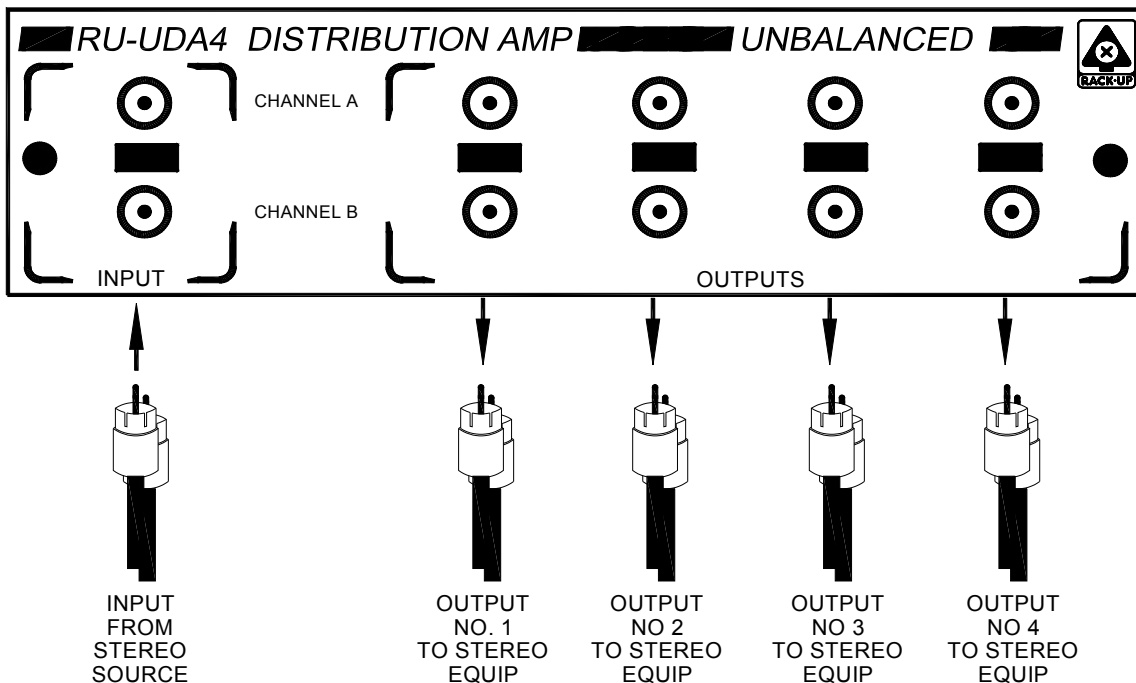 RU-UDA4 DISTRIBUTION AMP UNBALANCED
RACK-UP
CHANNEL A
CHANNEL B
INPUT
OUTPUTS
INPUT
FROM
STEREO
SOURCE
OUTPUT
NO. 1
TO STEREO
EQUIP
OUTPUT
NO 2
TO STEREO
EQUIP
OUTPUT
NO 3
TO STEREO
EQUIP
OUTPUT
NO 4
TO STEREO
EQUIP